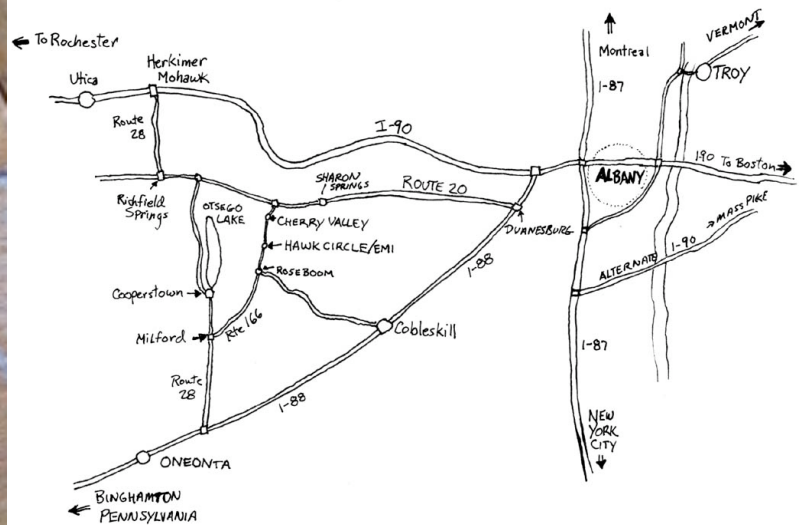 ← To Rochester
Utica
Herkimer
Mohawk
Route
28
I-90
Montreal
I-87
VERMONT
TROY
ALBANY
190 To Boston
Richfield
Springs
OTSEGO
LAKE
SHARON
SPRINGS
ROUTE 20
CHERRY VALLEY
HAWK CIRCLE/EMI
ROSEBOOM
DUANESBURG
I-88
ALTERNATE I-90
MASS PIKE
Cooperstown
Milford
Rte 166
Cobleskill
Route
28
I-88
I-87
NEW
YORK
CITY
ONEONTA
BINGHAMTON
PENNSYLVANIA